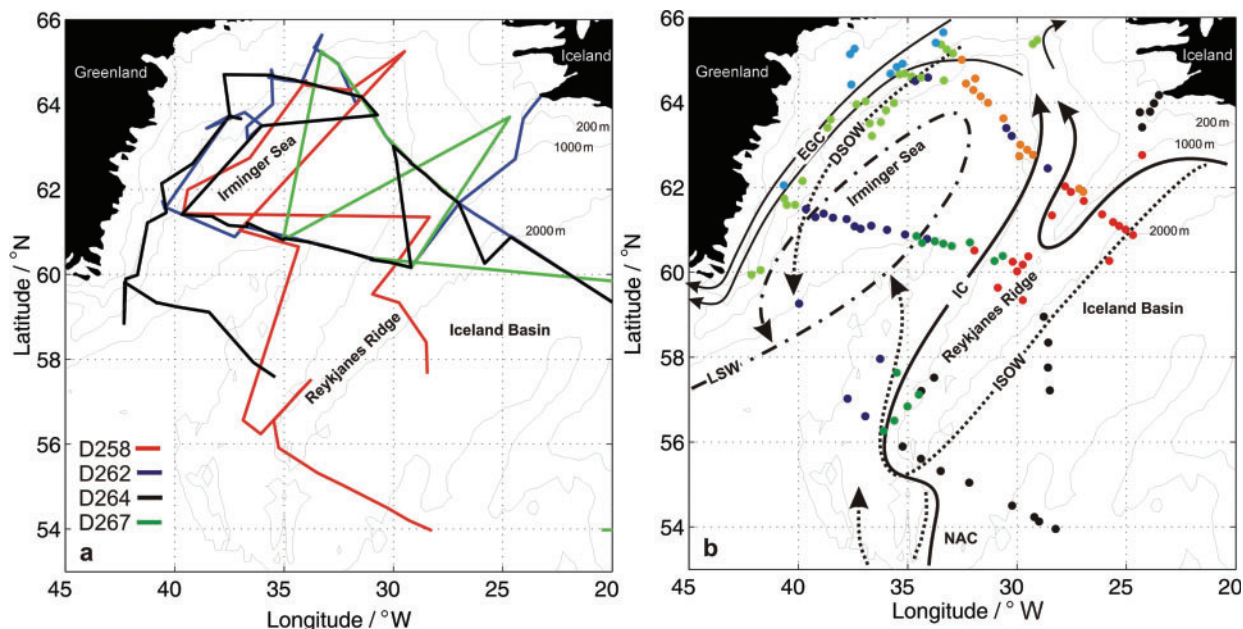 66
64
62
60
58
56
54
Latitude / °N
Greenland
Iceland
200 m
1000 m
2000 m
Irminger Sea
Reykjanes Ridge
Iceland Basin
D258
D262
D264
D267
a
45
40
35
30
25
20
Longitude / °W
66
64
62
60
58
56
54
Latitude / °N
Greenland
Iceland
200 m
1000 m
2000 m
EGC
DSOW
Irminger Sea
LSW
IC
Reykjanes Ridge
ISOW
Iceland Basin
NAC
b
45
40
35
30
25
20
Longitude / °W